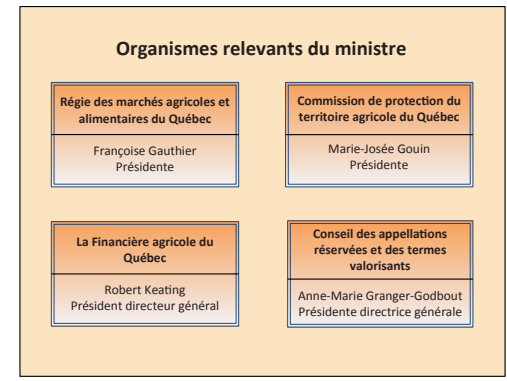 Organismes relevants du ministre
Régie des marchés agricoles et
alimentaires du Québec
Françoise Gauthier
Présidente
Commission de protection du
territoire agricole du Québec
Marie-Josée Gouin
Présidente
La Financière agricole du
Québec
Robert Keating
Président directeur général
Conseil des appellations
réservées et des termes
valorisants
Anne-Marie Granger-Godbout
Présidente directrice générale